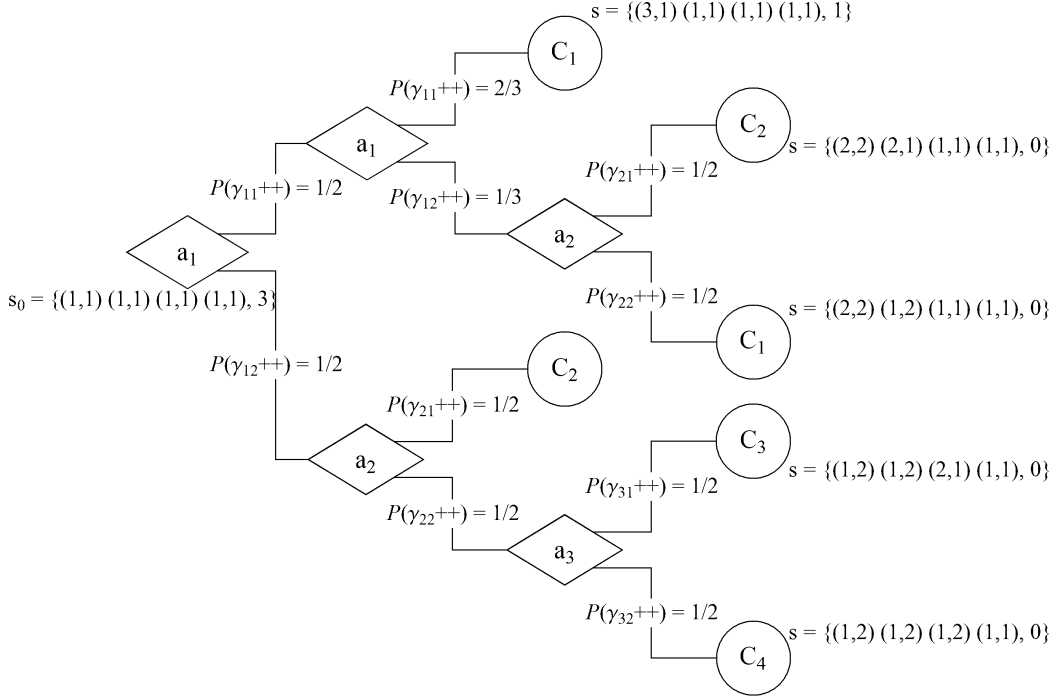 s = {(3,1) (1,1) (1,1) (1,1), 1}
C₁
P(γ₁₁++) = 2/3
a₁
C₂
s = {(2,2) (2,1) (1,1) (1,1), 0}
P(γ₂₁++) = 1/2
P(γ₁₁++) = 1/2
P(γ₁₂++) = 1/3
a₂
a₁
s₀ = {(1,1) (1,1) (1,1) (1,1), 3}
P(γ₂₂++) = 1/2
s = {(2,2) (1,2) (1,1) (1,1), 0}
C₁
P(γ₁₂++) = 1/2
C₂
P(γ₂₁++) = 1/2
a₂
C₃
s = {(1,2) (1,2) (2,1) (1,1), 0}
P(γ₃₁++) = 1/2
P(γ₂₂++) = 1/2
a₃
P(γ₃₂++) = 1/2
s = {(1,2) (1,2) (1,2) (1,1), 0}
C₄